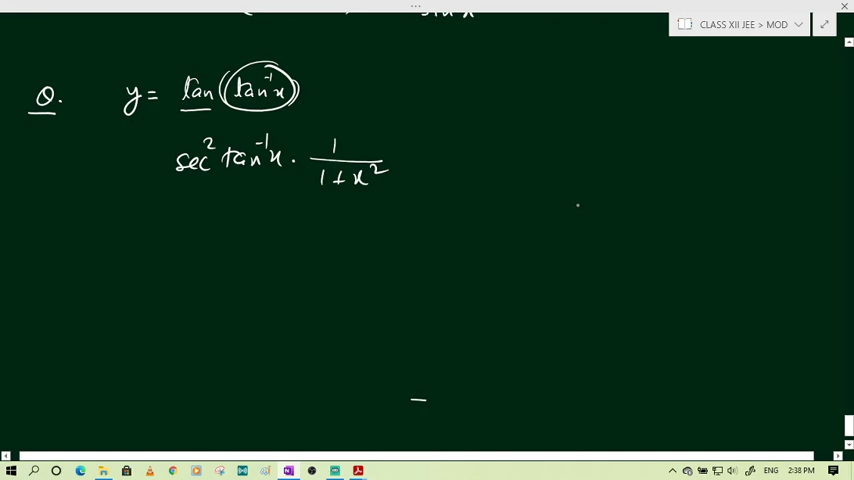 CLASS XII JEE > MOD
Q. y = tan (tan⁻¹x)
sec² tan⁻¹x · 1/(1+x²)
ENG 2:38 PM